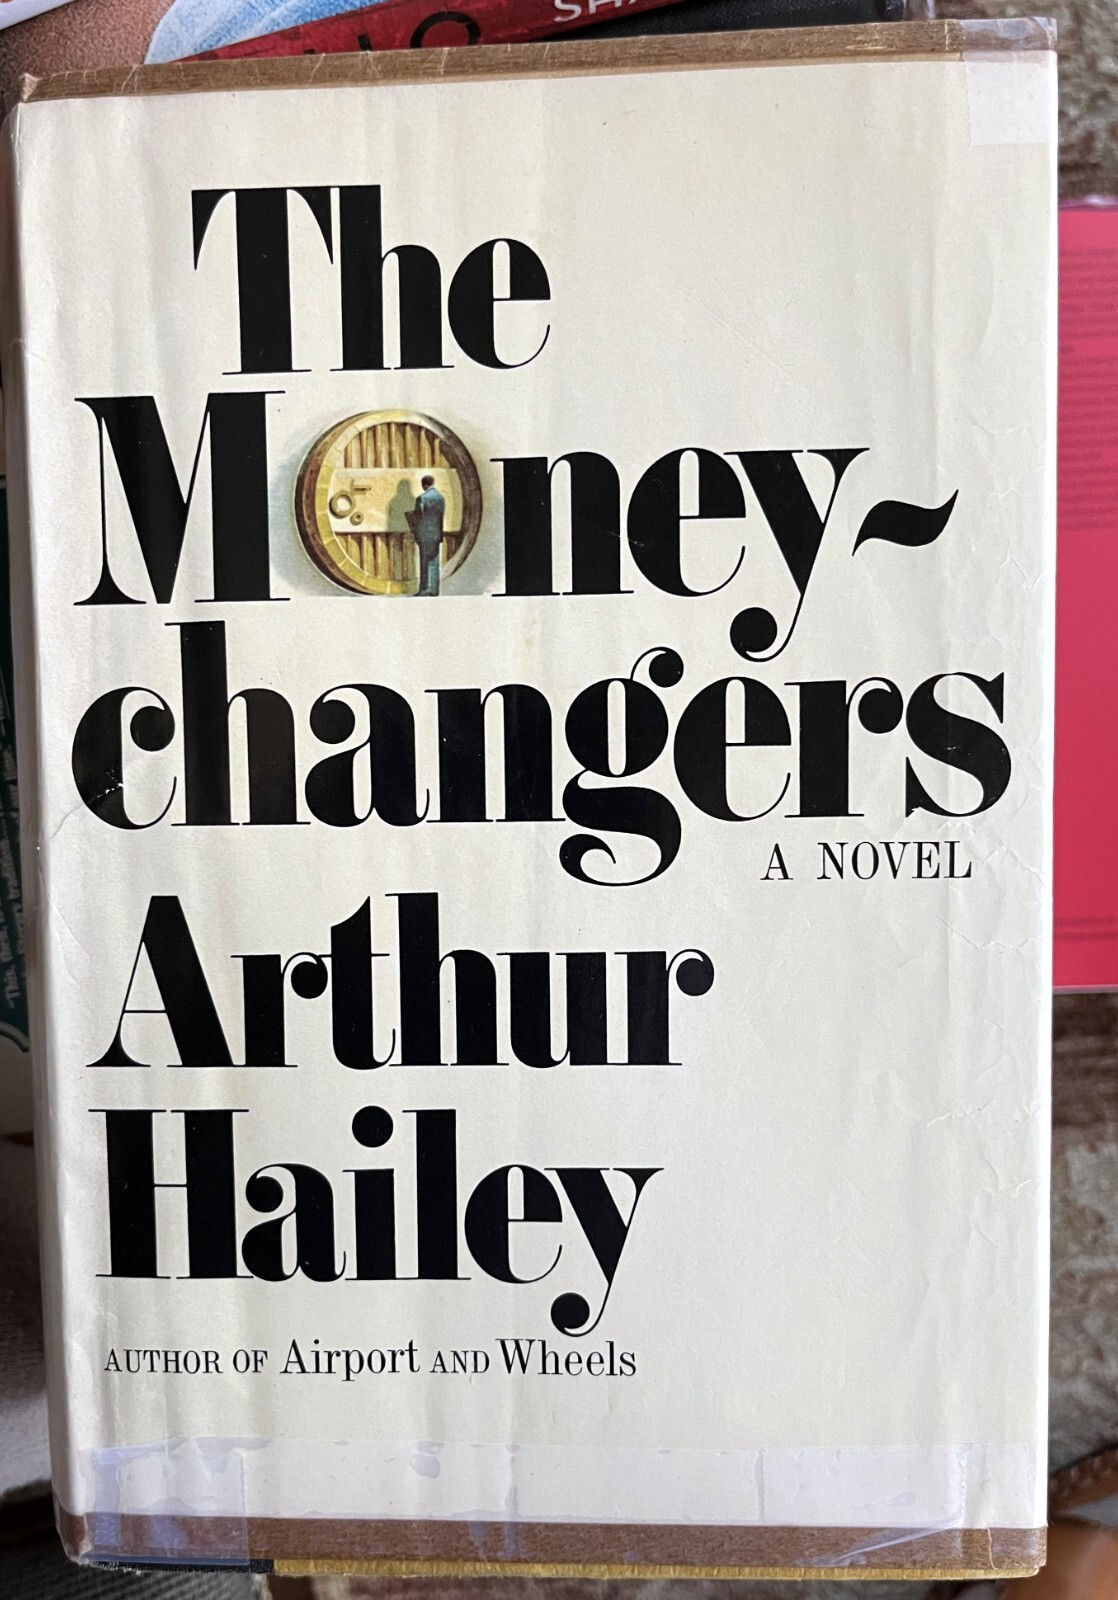 The
Money~
changers
A NOVEL
Arthur
Hailey
AUTHOR OF Airport AND Wheels